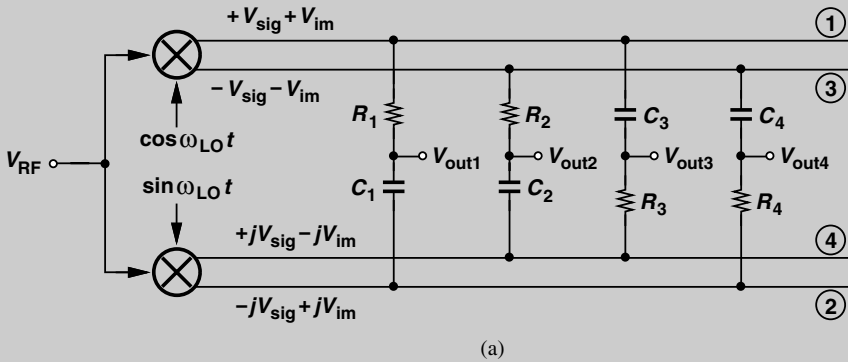 +V_sig + V_im
①
③
−V_sig − V_im
cos ω_LO t
V_RF
sin ω_LO t
R_1
V_out1
C_1
R_2
V_out2
C_2
C_3
V_out3
R_3
C_4
V_out4
R_4
+jV_sig − jV_im
④
②
−jV_sig + jV_im
(a)